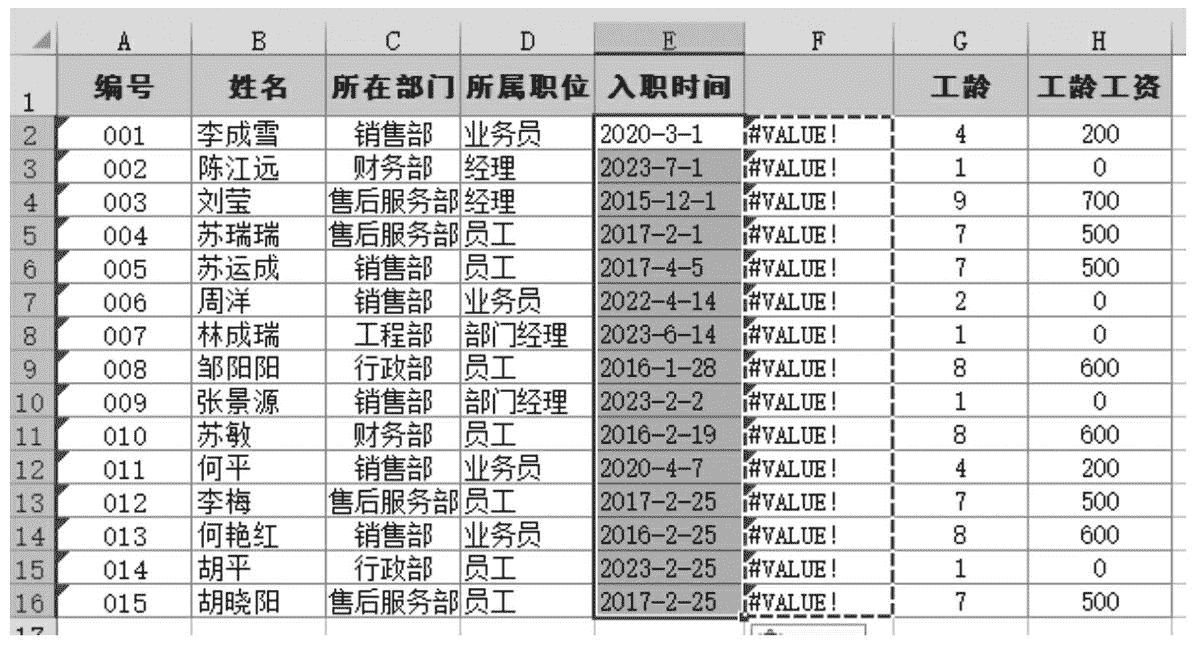 A B C D E F G H
1 编号 姓名 所在部门 所属职位 入职时间 工龄 工龄工资
2 001 李成雪 销售部 业务员 2020-3-1 #VALUE! 4 200
3 002 陈江远 财务部 经理 2023-7-1 #VALUE! 1 0
4 003 刘莹 售后服务部 经理 2015-12-1 #VALUE! 9 700
5 004 苏瑞瑞 售后服务部 员工 2017-2-1 #VALUE! 7 500
6 005 苏运成 销售部 员工 2017-4-5 #VALUE! 7 500
7 006 周洋 销售部 业务员 2022-4-14 #VALUE! 2 0
8 007 林成瑞 工程部 部门经理 2023-6-14 #VALUE! 1 0
9 008 邹阳阳 行政部 员工 2016-1-28 #VALUE! 8 600
10 009 张景源 销售部 部门经理 2023-2-2 #VALUE! 1 0
11 010 苏敏 财务部 员工 2016-2-19 #VALUE! 8 600
12 011 何平 销售部 业务员 2020-4-7 #VALUE! 4 200
13 012 李梅 售后服务部 员工 2017-2-25 #VALUE! 7 500
14 013 何艳红 销售部 业务员 2016-2-25 #VALUE! 8 600
15 014 胡平 行政部 员工 2023-2-25 #VALUE! 1 0
16 015 胡晓阳 售后服务部 员工 2017-2-25 #VALUE! 7 500